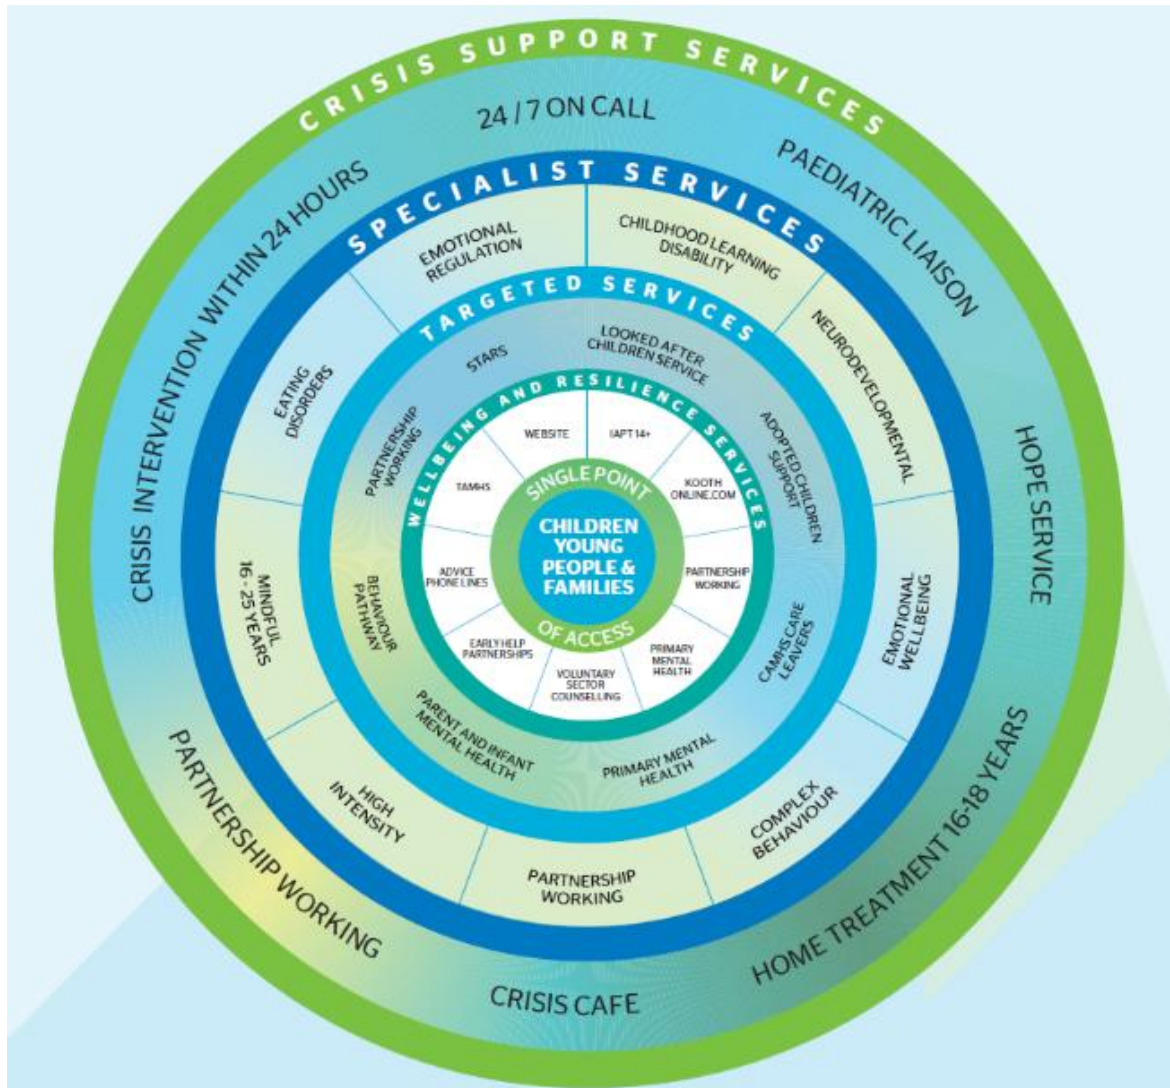 CRISIS SUPPORT SERVICES
24 / 7 ON CALL
PAEDIATRIC LIAISON
HOPE SERVICE
HOME TREATMENT 16-18 YEARS
CRISIS CAFE
PARTNERSHIP WORKING
CRISIS INTERVENTION WITHIN 24 HOURS
SPECIALIST SERVICES
EMOTIONAL
REGULATION
CHILDHOOD LEARNING
DISABILITY
NEURODEVELOPMENTAL
EMOTIONAL
WELLBEING
COMPLEX
BEHAVIOUR
PARTNERSHIP
WORKING
HIGH
INTENSITY
MINDFUL
16 - 25 YEARS
EATING
DISORDERS
TARGETED SERVICES
STARS
LOOKED AFTER
CHILDREN SERVICE
ADOPTED CHILDREN
SUPPORT
CAMHS CARE
LEAVERS
PRIMARY MENTAL
HEALTH
PARENT AND INFANT
MENTAL HEALTH
BEHAVIOUR
PATHWAY
PARTNERSHIP
WORKING
WELLBEING AND RESILIENCE SERVICES
WEBSITE
IAPT 14+
KOOTH
ONLINE.COM
PARTNERSHIP
WORKING
PRIMARY
MENTAL
HEALTH
VOLUNTARY
SECTOR
COUNSELLING
EARLY HELP
PARTNERSHIPS
ADVICE
PHONE LINES
TAMHS
SINGLE POINT
OF ACCESS
CHILDREN
YOUNG
PEOPLE &
FAMILIES